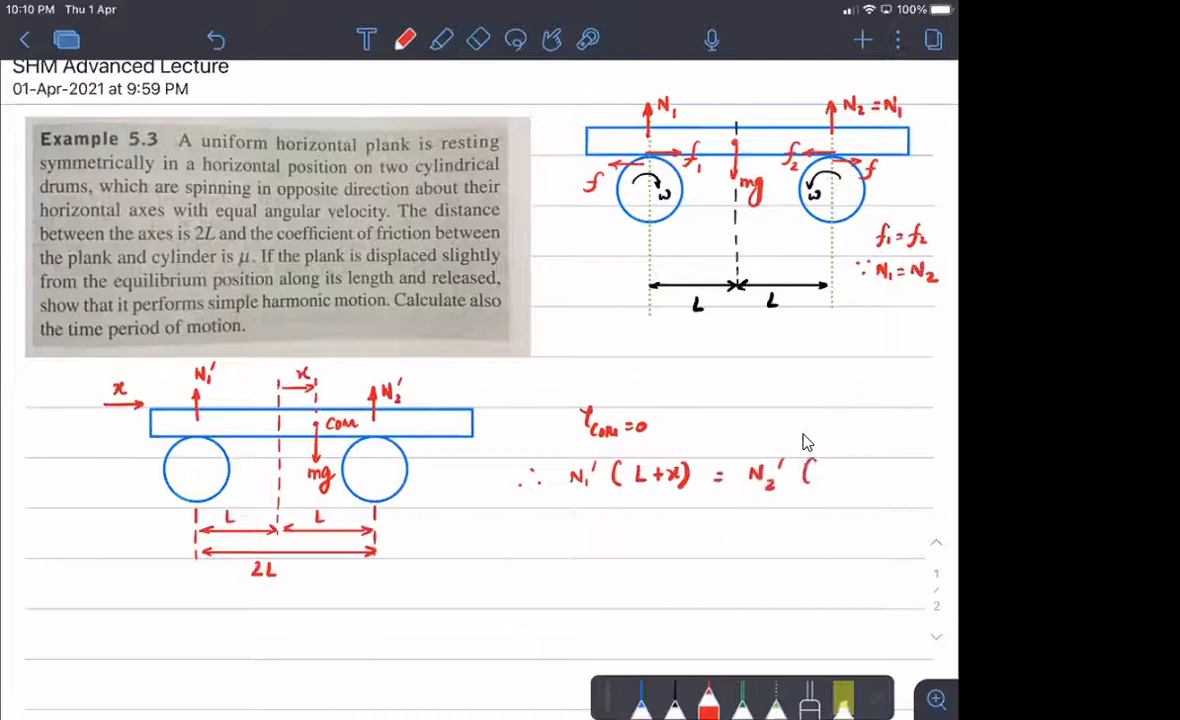 10:10 PM Thu 1 Apr
100%
SHM Advanced Lecture
01-Apr-2021 at 9:59 PM
Example 5.3 A uniform horizontal plank is resting
symmetrically in a horizontal position on two cylindrical
drums, which are spinning in opposite direction about their
horizontal axes with equal angular velocity. The distance
between the axes is 2L and the coefficient of friction between
the plank and cylinder is μ. If the plank is displaced slightly
from the equilibrium position along its length and released,
show that it performs simple harmonic motion. Calculate also
the time period of motion.
N₁
N₂ = N₁
f
f₁
mg
f₂
f
ω
ω
f₁ = f₂
∵ N₁ = N₂
L
L
x
N₁'
x
N₂'
COM
mg
L
L
2L
τCOM = 0
∴ N₁' ( L+x) = N₂' (
1
/
2